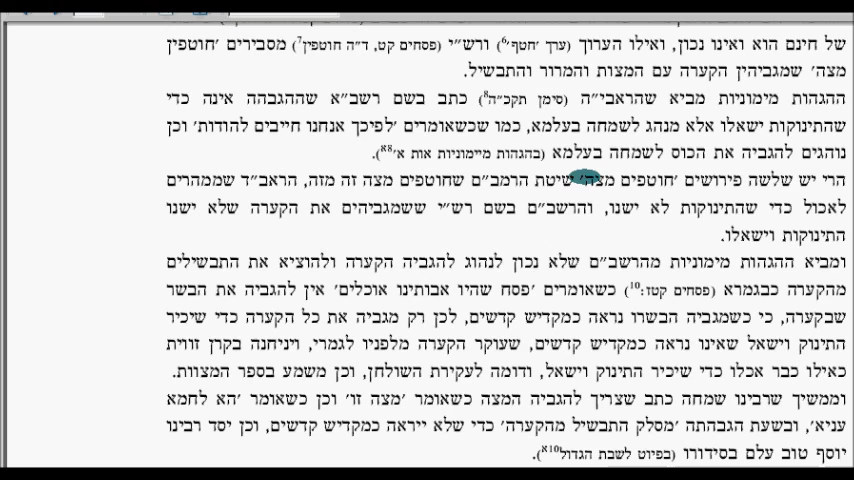 של חינם הוא ואינו נכון, ואילו הערוך (ערך 'חטף'6) ורש״י (פסחים קט, ד״ה חוטפין7) מסבירים 'חוטפין
מצה' שמגביהין הקערה עם המצות והמרור והתבשיל.
ההגהות מימוניות מביא שהראבי״ה (סימן תקכ״ה8) כתב בשם רשב״א שההגבהה אינה כדי
שהתינוקות ישאלו אלא מנהג לשמחה בעלמא, כמו שכשאומרים 'לפיכך אנחנו חייבים להודות' וכן
נוהגים להגביה את הכוס לשמחה בעלמא (בהגהות מיימוניות אות א'8א).
הרי יש שלשה פירושים 'חוטפים מצה' שיטת הרמב״ם שחוטפים מצה זה מזה, הראב״ד שממהרים
לאכול כדי שהתינוקות לא ישנו, והרשב״ם בשם רש״י ששמגביהים את הקערה שלא ישנו
התינוקות וישאלו.
ומביא ההגהות מימוניות מהרשב״ם שלא נכון לנהוג להגביה הקערה ולהוציא את התבשילים
מהקערה כבגמרא (פסחים קטז:10) כשאומרים 'פסח שהיו אבותינו אוכלים' אין להגביה את הבשר
שבקערה, כי כשמגביה הבשרו נראה כמקדיש קדשים, לכן רק מגביה את כל הקערה כדי שיכיר
התינוק וישאל שאינו נראה כמקדיש קדשים, שעוקר הקערה מלפניו לגמרי, ויניחנה בקרן זווית
כאילו כבר אכלו כדי שיכיר התינוק וישאל, ודומה לעקירת השולחן, וכן משמע בספר המצוות.
וממשיך שרבינו שמחה כתב שצריך להגביה המצה כשאומר 'מצה זו' וכן כשאומר 'הא לחמא
עניא', ובשעת הגבהתה 'מסלק התבשיל מהקערה' כדי שלא ייראה כמקדיש קדשים, וכן יסד רבינו
יוסף טוב עלם בסידורו (בפיוט לשבת הגדול10א).